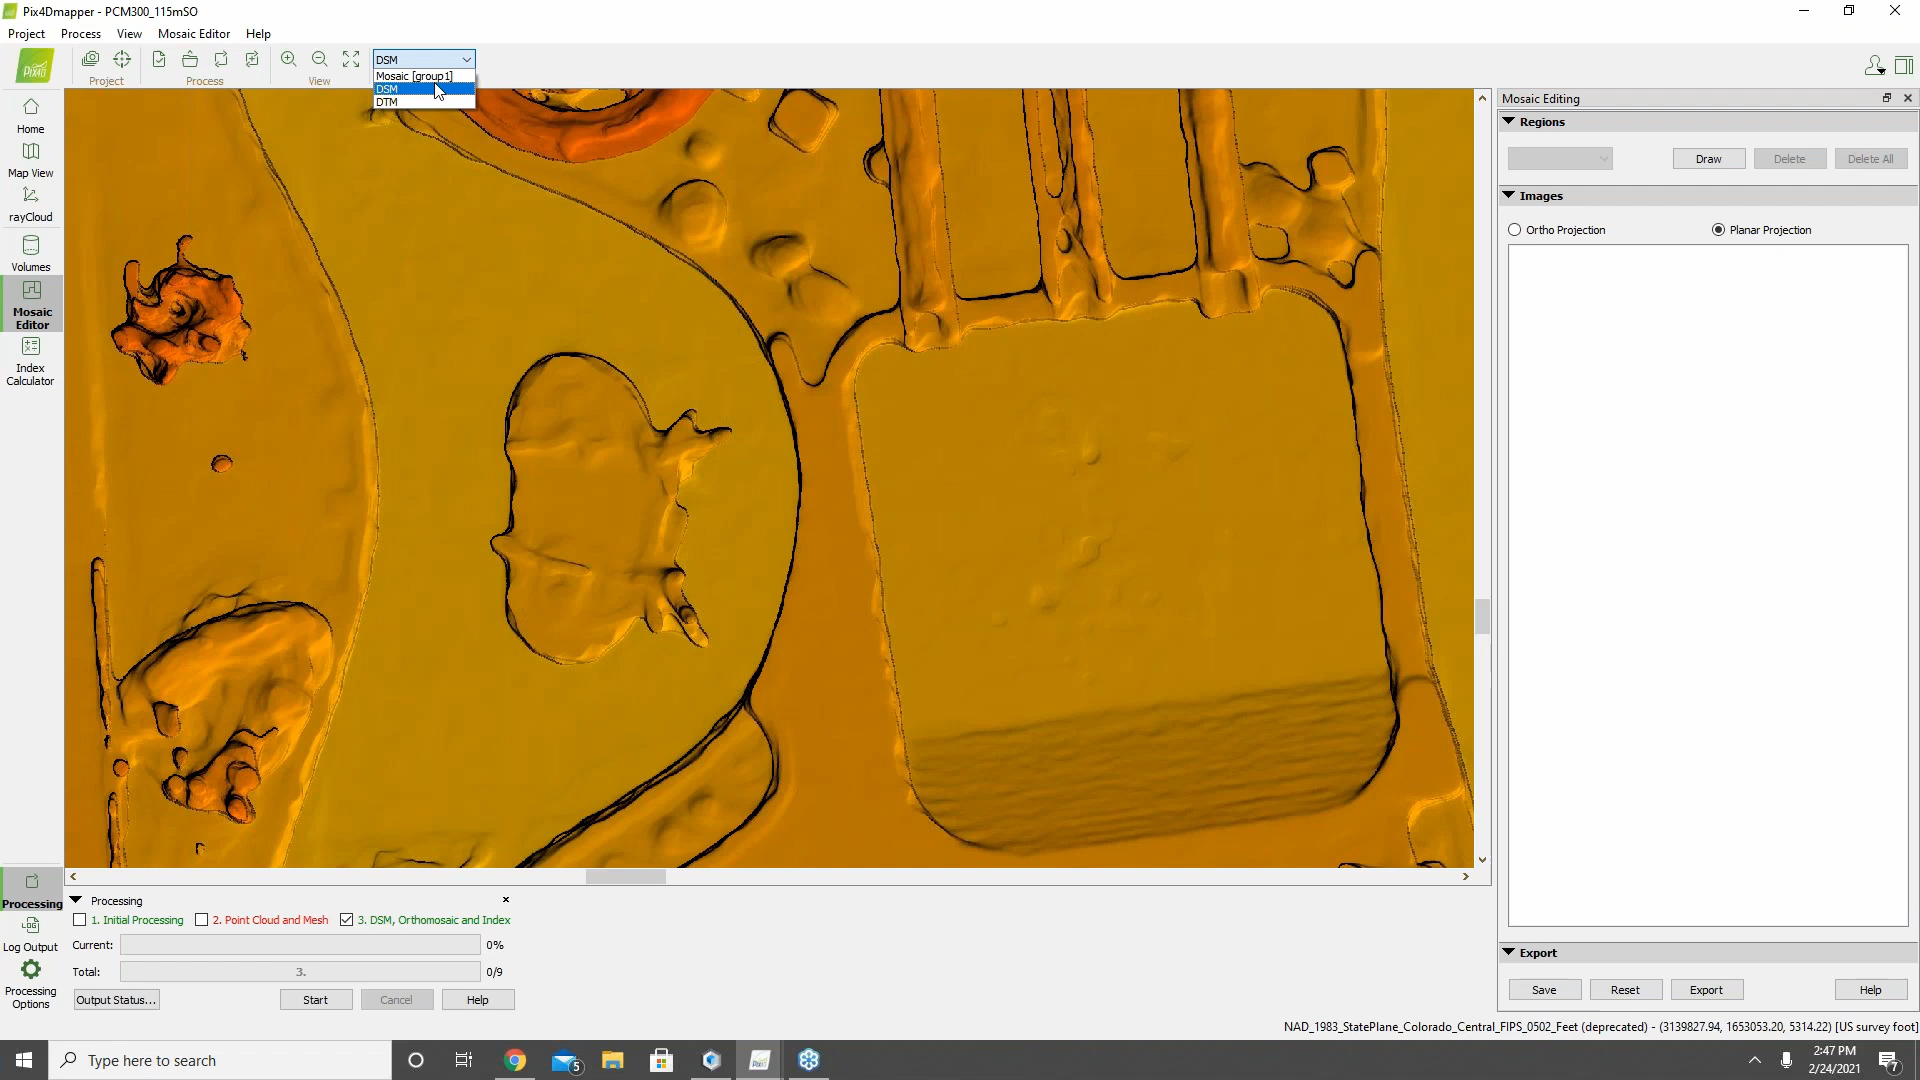 Pix4Dmapper - PCM300_115mSO
Project Process View Mosaic Editor Help
PIX4D
Project
Process
View
DSM
Mosaic [group1]
DSM
DTM
Home
Map View
rayCloud
Volumes
Mosaic
Editor
Index
Calculator
Mosaic Editing
Regions
Draw
Delete
Delete All
Images
Ortho Projection
Planar Projection
Export
Save
Reset
Export
Help
Processing
Log Output
Processing
Options
Processing
1. Initial Processing
2. Point Cloud and Mesh
3. DSM, Orthomosaic and Index
Current:
0%
Total:
3.
0/9
Output Status...
Start
Cancel
Help
NAD_1983_StatePlane_Colorado_Central_FIPS_0502_Feet (deprecated) - (3139827.94, 1653053.20, 5314.22) [US survey foot]
Type here to search
5
2:47 PM
2/24/2021
7